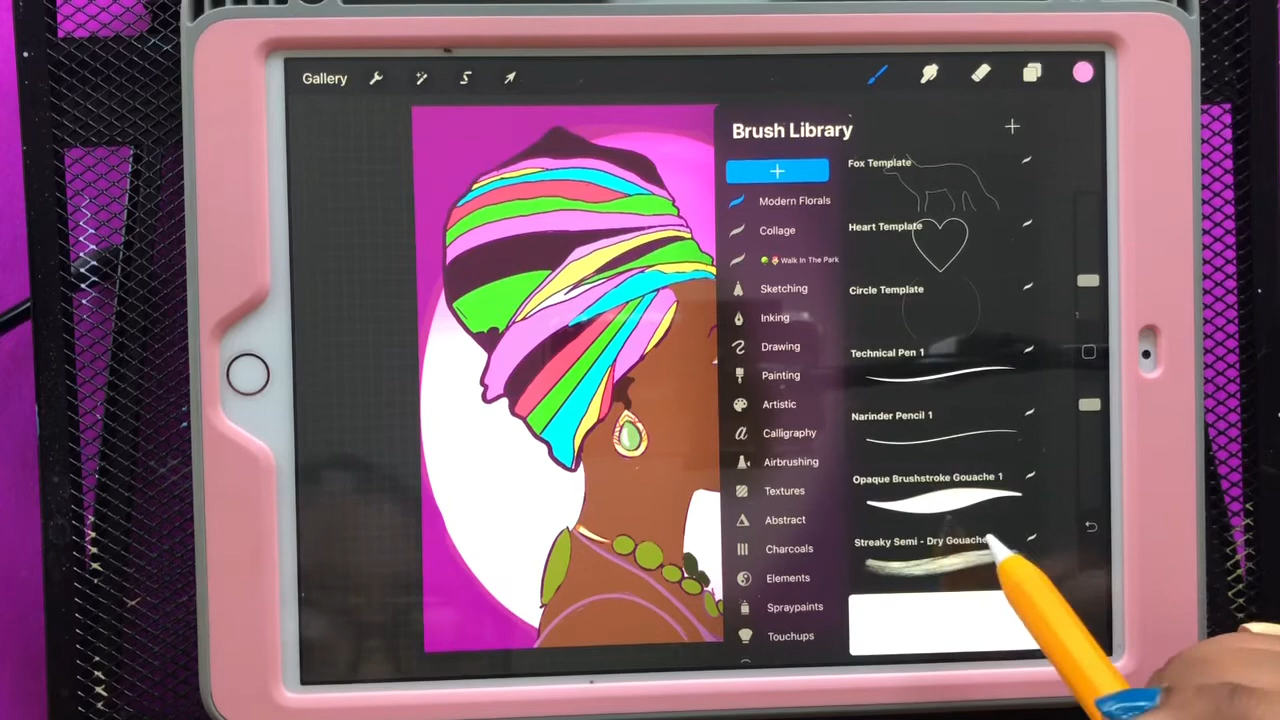 Gallery
Brush Library
Modern Florals
Collage
Walk In The Park
Sketching
Inking
Drawing
Painting
Artistic
Calligraphy
Airbrushing
Textures
Abstract
Charcoals
Elements
Spraypaints
Touchups
Fox Template
Heart Template
Circle Template
Technical Pen 1
Narinder Pencil 1
Opaque Brushstroke Gouache 1
Streaky Semi - Dry Gouache